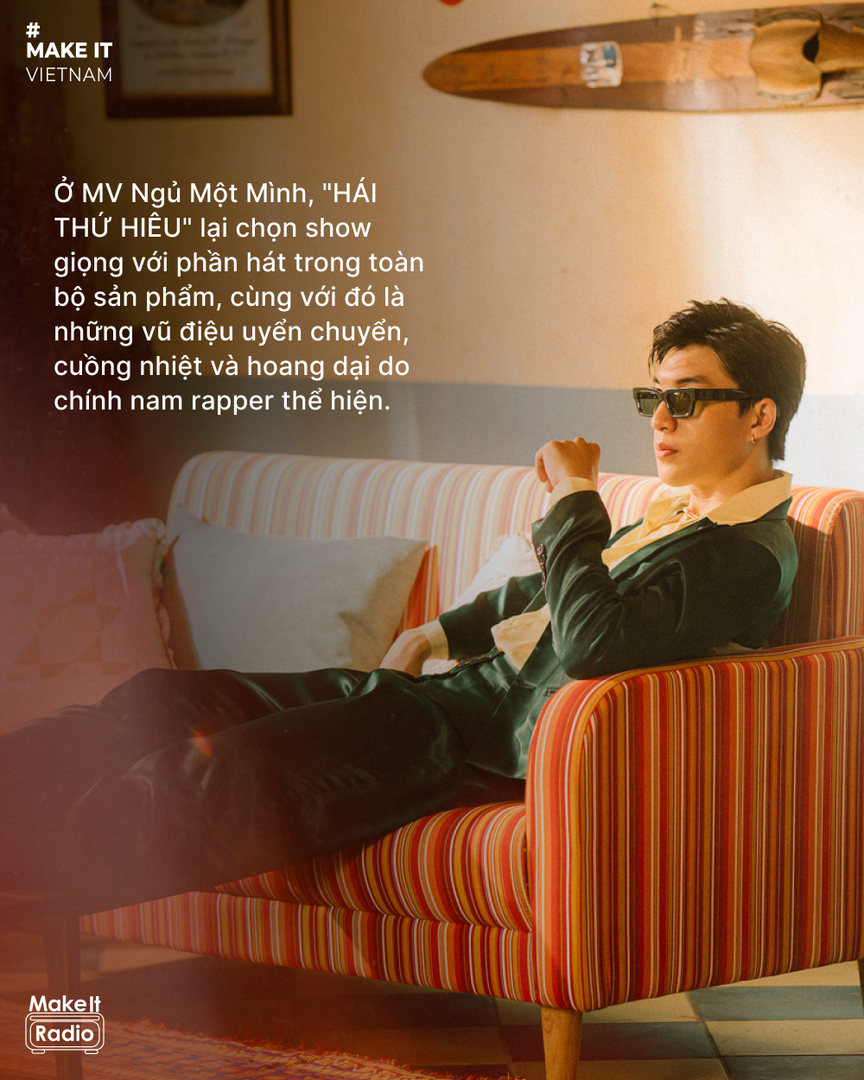 #
MAKE IT
VIETNAM
Ở MV Ngủ Một Mình, "HÁI
THỨ HIÊU" lại chọn show
giọng với phần hát trong toàn
bộ sản phẩm, cùng với đó là
những vũ điệu uyển chuyển,
cuồng nhiệt và hoang dại do
chính nam rapper thể hiện.
Make It
Radio